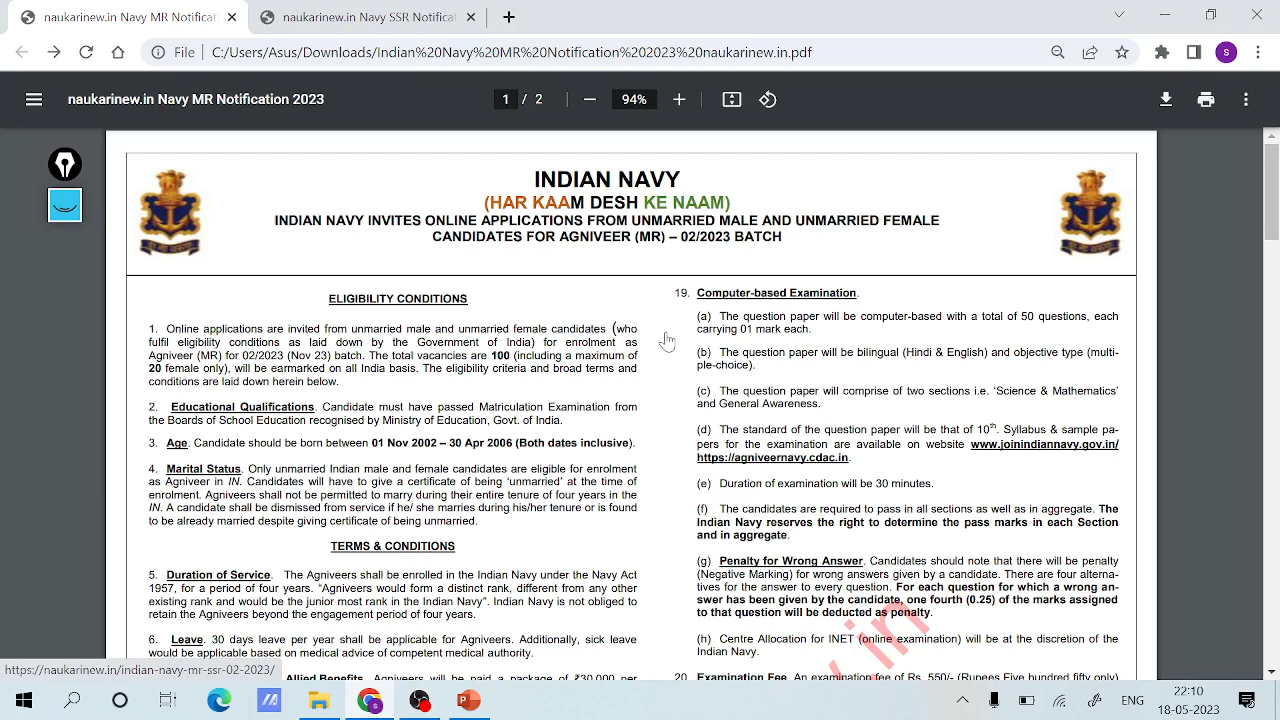 naukarinew.in Navy MR Notificati
naukarinew.in Navy SSR Notificat
File
C:/Users/Asus/Downloads/Indian%20Navy%20MR%20Notification%202023%20naukarinew.in.pdf
S
naukarinew.in Navy MR Notification 2023
1 / 2
94%
INDIAN NAVY
(HAR KAAM DESH KE NAAM)
INDIAN NAVY INVITES ONLINE APPLICATIONS FROM UNMARRIED MALE AND UNMARRIED FEMALE
CANDIDATES FOR AGNIVEER (MR) – 02/2023 BATCH
ELIGIBILITY CONDITIONS
1. Online applications are invited from unmarried male and unmarried female candidates (who
fulfil eligibility conditions as laid down by the Government of India) for enrolment as
Agniveer (MR) for 02/2023 (Nov 23) batch. The total vacancies are 100 (including a maximum of
20 female only), will be earmarked on all India basis. The eligibility criteria and broad terms and
conditions are laid down herein below.
2. Educational Qualifications. Candidate must have passed Matriculation Examination from
the Boards of School Education recognised by Ministry of Education, Govt. of India.
3. Age. Candidate should be born between 01 Nov 2002 – 30 Apr 2006 (Both dates inclusive).
4. Marital Status. Only unmarried Indian male and female candidates are eligible for enrolment
as Agniveer in IN. Candidates will have to give a certificate of being ‘unmarried’ at the time of
enrolment. Agniveers shall not be permitted to marry during their entire tenure of four years in the
IN. A candidate shall be dismissed from service if he/ she marries during his/her tenure or is found
to be already married despite giving certificate of being unmarried.
TERMS & CONDITIONS
5. Duration of Service. The Agniveers shall be enrolled in the Indian Navy under the Navy Act
1957, for a period of four years. “Agniveers would form a distinct rank, different from any other
existing rank and would be the junior most rank in the Indian Navy”. Indian Navy is not obliged to
retain the Agniveers beyond the engagement period of four years.
6. Leave. 30 days leave per year shall be applicable for Agniveers. Additionally, sick leave
would be applicable based on medical advice of competent medical authority.
Allied Benefits. Agniveers will be paid a package of ₹30,000 per
19. Computer-based Examination.
(a) The question paper will be computer-based with a total of 50 questions, each
carrying 01 mark each.
(b) The question paper will be bilingual (Hindi & English) and objective type (multi-
ple-choice).
(c) The question paper will comprise of two sections i.e. ‘Science & Mathematics’
and General Awareness.
(d) The standard of the question paper will be that of 10th. Syllabus & sample pa-
pers for the examination are available on website www.joinindiannavy.gov.in/
https://agniveernavy.cdac.in.
(e) Duration of examination will be 30 minutes.
(f) The candidates are required to pass in all sections as well as in aggregate. The
Indian Navy reserves the right to determine the pass marks in each Section
and in aggregate.
(g) Penalty for Wrong Answer. Candidates should note that there will be penalty
(Negative Marking) for wrong answers given by a candidate. There are four alterna-
tives for the answer to every question. For each question for which a wrong an-
swer has been given by the candidate, one fourth (0.25) of the marks assigned
to that question will be deducted as penalty.
(h) Centre Allocation for INET (online examination) will be at the discretion of the
Indian Navy.
20. Examination Fee. An examination fee of Rs. 550/- (Rupees Five hundred fifty only)
.in
https://naukarinew.in/indian-navy-mr-ssr-02-2023/
ENG
22:10
18-05-2023